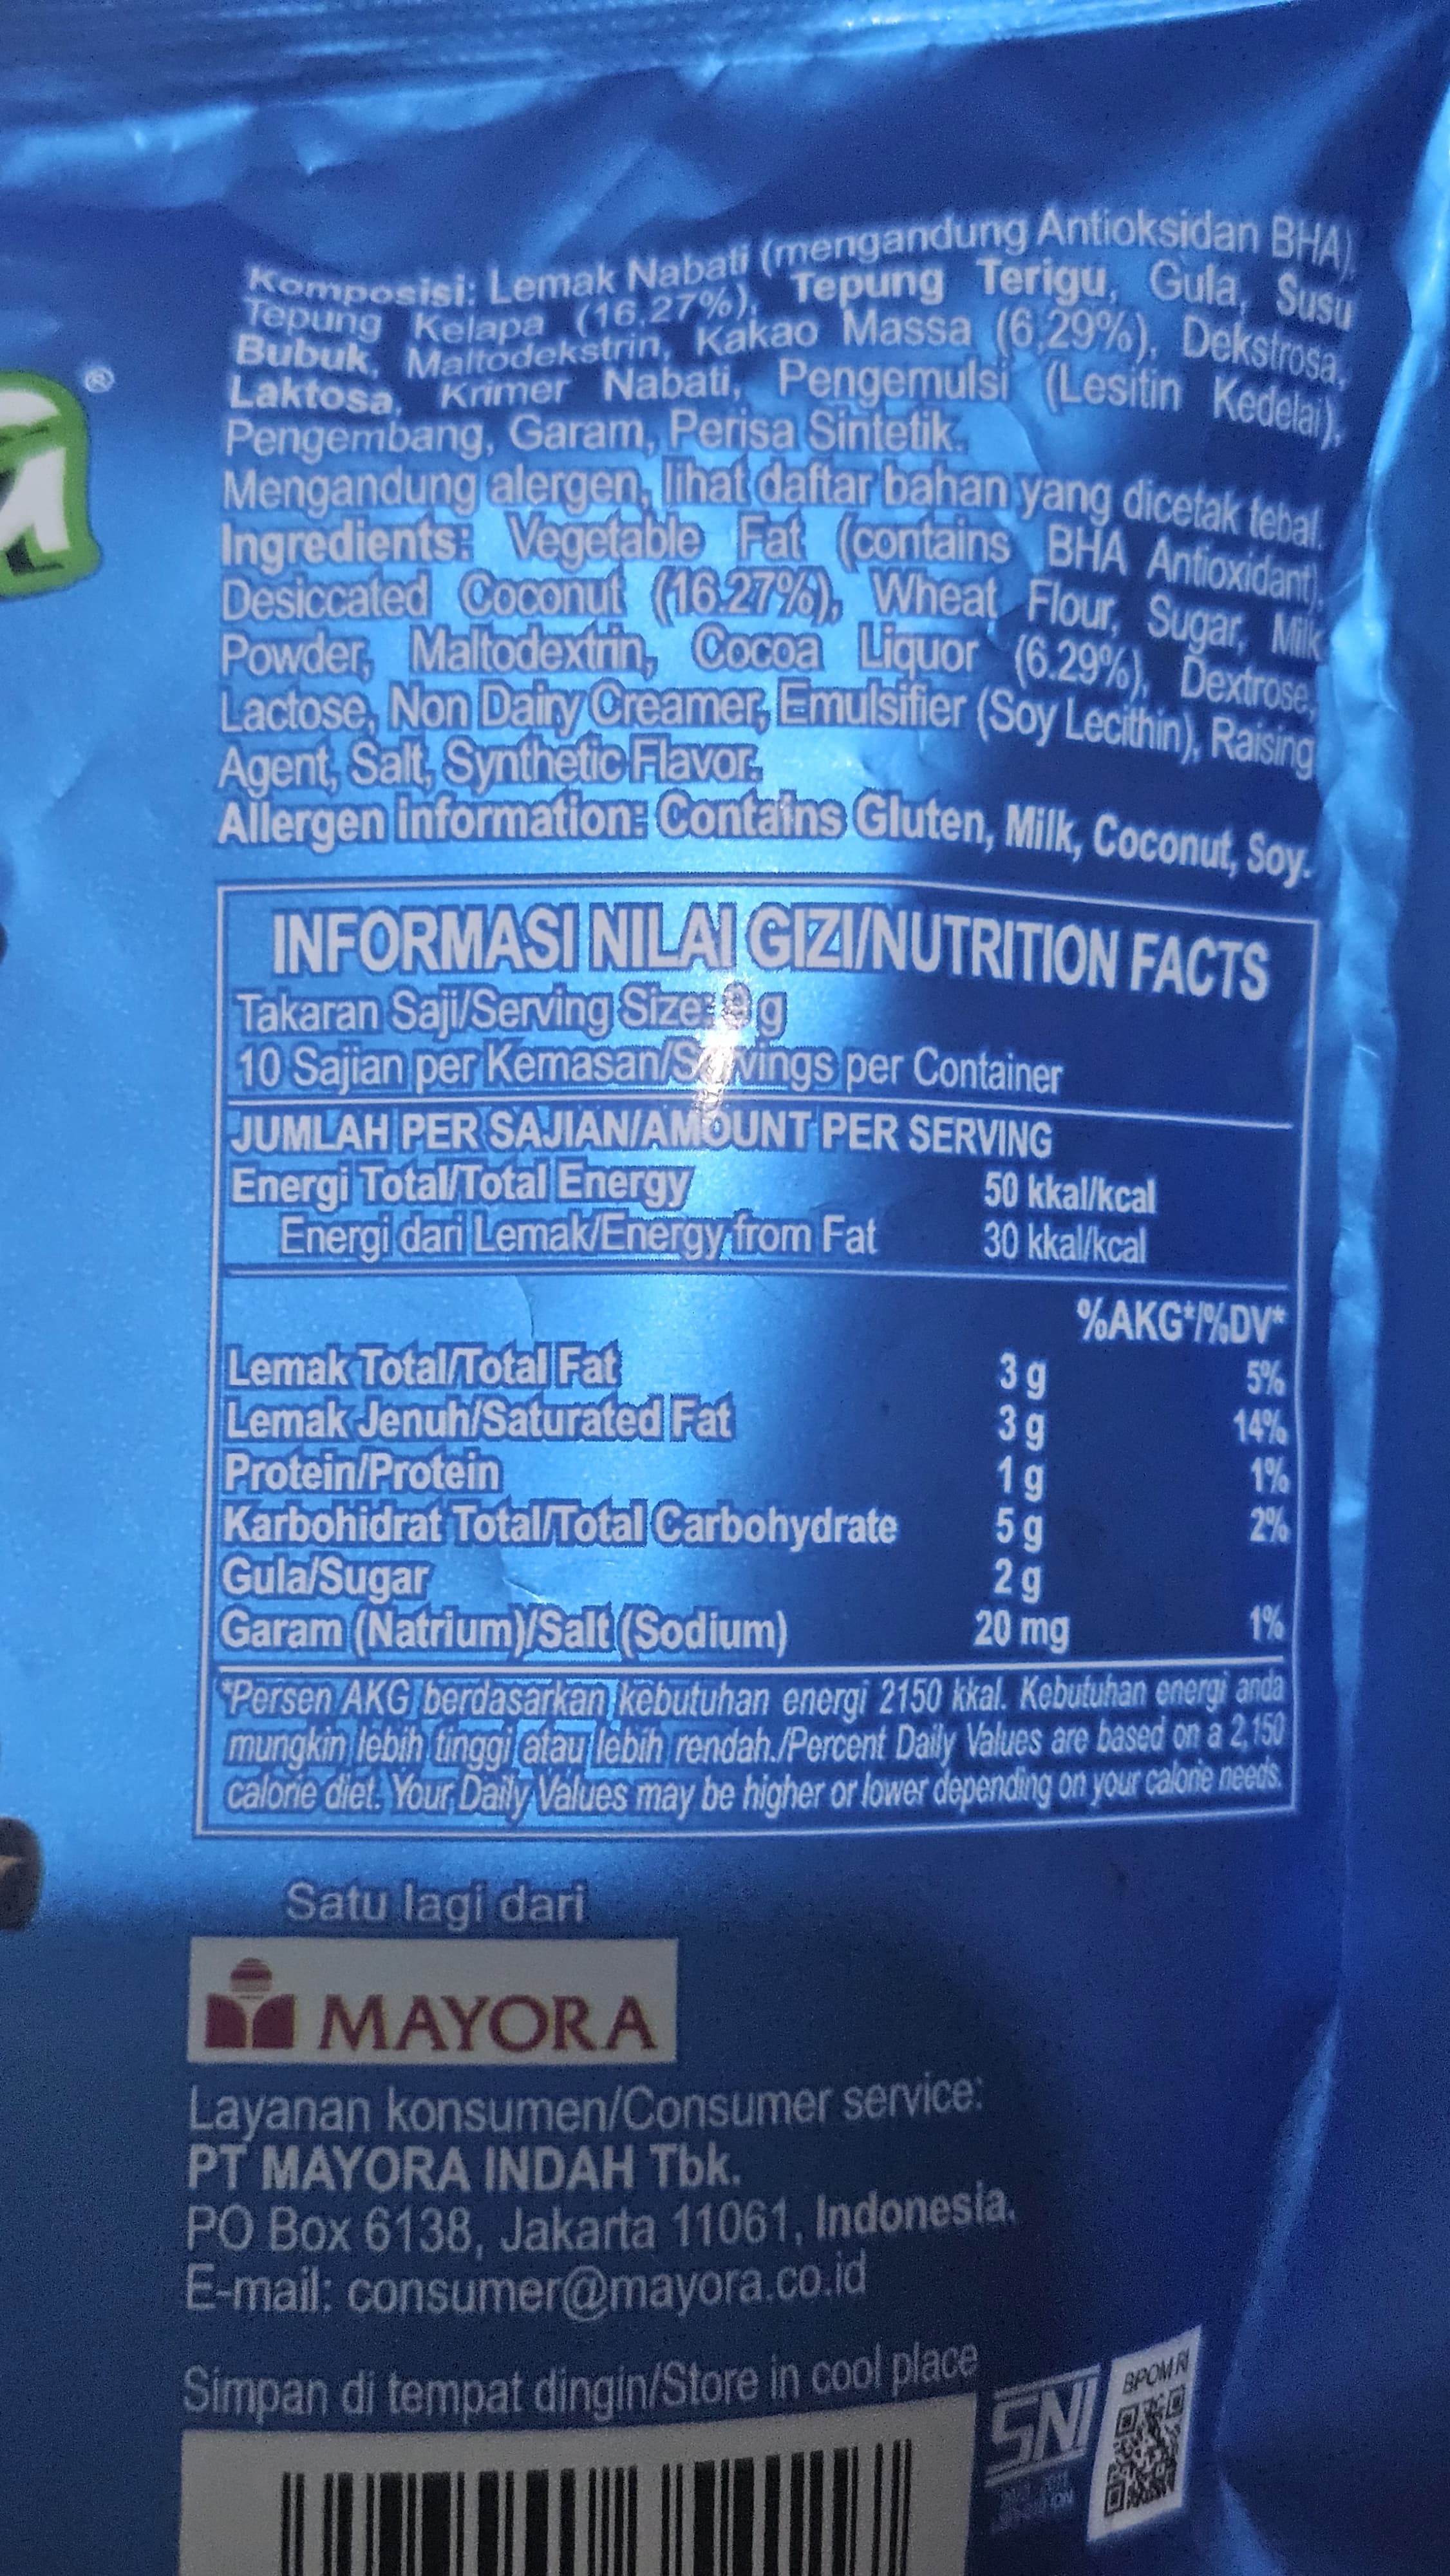 Komposisi: Lemak Nabati (mengandung Antioksidan BHA),
Tepung Kelapa (16.27%), Tepung Terigu, Gula, Susu
Bubuk, Maltodekstrin, Kakao Massa (6,29%), Dekstrosa,
Laktosa, Krimer Nabati, Pengemulsi (Lesitin Kedelai),
Pengembang, Garam, Perisa Sintetik.
Mengandung alergen, lihat daftar bahan yang dicetak tebal.
Ingredients: Vegetable Fat (contains BHA Antioxidant),
Desiccated Coconut (16.27%), Wheat Flour, Sugar, Milk
Powder, Maltodextrin, Cocoa Liquor (6.29%), Dextrose,
Lactose, Non Dairy Creamer, Emulsifier (Soy Lecithin), Raising
Agent, Salt, Synthetic Flavor.
Allergen information: Contains Gluten, Milk, Coconut, Soy.
INFORMASI NILAI GIZI/NUTRITION FACTS
Takaran Saji/Serving Size: g
10 Sajian per Kemasan/Servings per Container
JUMLAH PER SAJIAN/AMOUNT PER SERVING
Energi Total/Total Energy 50 kkal/kcal
Energi dari Lemak/Energy from Fat 30 kkal/kcal
%AKG*/%DV*
Lemak Total/Total Fat 3 g 5%
Lemak Jenuh/Saturated Fat 3 g 14%
Protein/Protein 1 g 1%
Karbohidrat Total/Total Carbohydrate 5 g 2%
Gula/Sugar 2 g
Garam (Natrium)/Salt (Sodium) 20 mg 1%
*Persen AKG berdasarkan kebutuhan energi 2150 kkal. Kebutuhan energi anda
mungkin lebih tinggi atau lebih rendah./Percent Daily Values are based on a 2,150
calorie diet. Your Daily Values may be higher or lower depending on your calorie needs.
Satu lagi dari
MAYORA
Layanan konsumen/Consumer service:
PT MAYORA INDAH Tbk.
PO Box 6138, Jakarta 11061, Indonesia.
E-mail: consumer@mayora.co.id
Simpan di tempat dingin/Store in cool place
SNI
BPOM RI